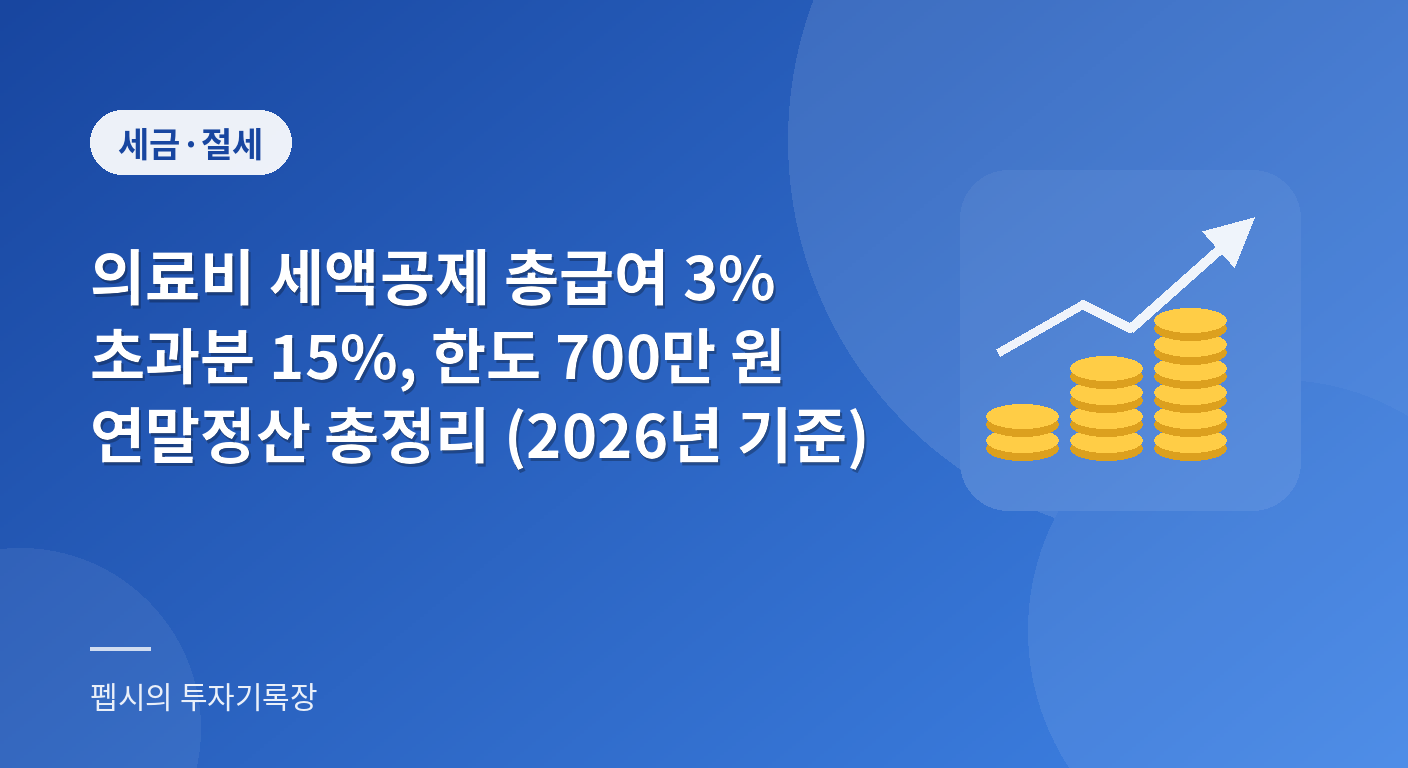 세금·절세
의료비 세액공제 총급여 3%
초과분 15%, 한도 700만 원
연말정산 총정리 (2026년 기준)
펩시의 투자기록장